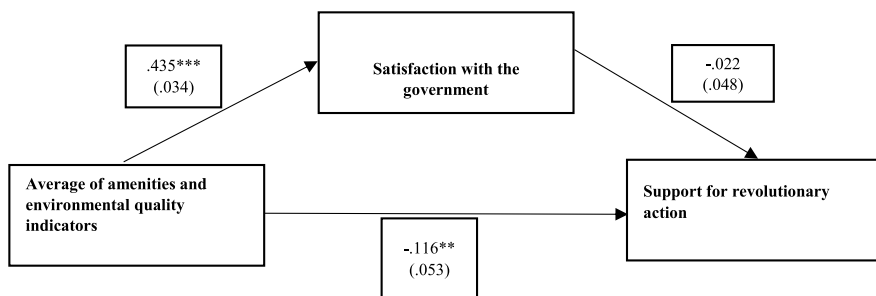 .435***
(.034)
Satisfaction with the
government
-.022
(.048)
Average of amenities and
environmental quality
indicators
Support for revolutionary
action
-.116**
(.053)